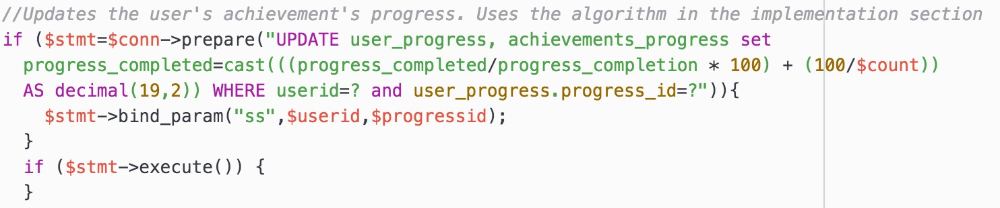 //Updates the user's achievement's progress. Uses the algorithm in the implementation section
if ($stmt=$conn->prepare("UPDATE user_progress, achievements_progress set
progress_completed=cast(((progress_completed/progress_completion * 100) + (100/$count))
AS decimal(19,2)) WHERE userid=? and user_progress.progress_id=?")){
$stmt->bind_param("ss",$userid,$progressid);
}
if ($stmt->execute()) {
}